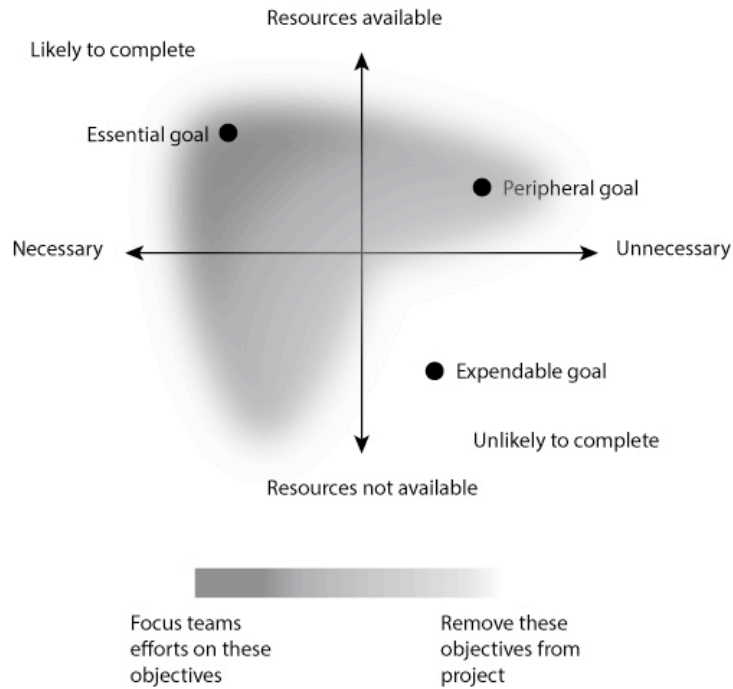 Resources available
Likely to complete
Essential goal
Peripheral goal
Necessary
Unnecessary
Expendable goal
Unlikely to complete
Resources not available
Focus teams
efforts on these
objectives
Remove these
objectives from
project